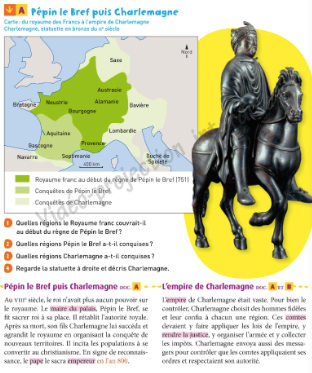 A Pépin le Bref puis Charlemagne
Carte : du royaume des Francs à l'empire de Charlemagne
Charlemagne, statuette en bronze du IXe siècle
Nord
Saxe
Austrasie
Bretagne
Neustrie
Alamanie
Bourgogne
Bavière
Aquitaine
Lombardie
Gascogne
Provence
Navarre
Septimanie
Duché de
Spolète
400 km
Royaume franc au début du règne de Pépin le Bref (751)
Conquêtes de Pépin le Bref
Conquêtes de Charlemagne
1 Quelles régions le Royaume franc couvrait-il
au début du règne de Pépin le Bref ?
2 Quelles régions Pépin le Bref a-t-il conquises ?
3 Quelles régions Charlemagne a-t-il conquises ?
4 Regarde la statuette à droite et décris Charlemagne.
Pépin le Bref puis Charlemagne DOC. A
Au VIIIe siècle, le roi n'avait plus aucun pouvoir sur
le royaume. Le maire du palais, Pépin le Bref, se
fit sacrer roi à sa place. Il rétablit l'autorité royale.
Après sa mort, son fils Charlemagne lui succéda et
agrandit le royaume en organisant la conquête de
nouveaux territoires. Il incita les populations à se
convertir au christianisme. En signe de reconnais-
sance, le pape le sacra empereur en l'an 800.
L'empire de Charlemagne DOC. A ET B
L'empire de Charlemagne était vaste. Pour bien le
contrôler, Charlemagne choisit des hommes fidèles
et leur confia à chacun une région. Ces comtes
devaient y faire appliquer les lois de l'empire, y
rendre la justice, y organiser l'armée et y collecter
les impôts. Charlemagne envoya aussi des messa-
gers pour contrôler que les comtes appliquaient ses
ordres et respectaient son autorité.